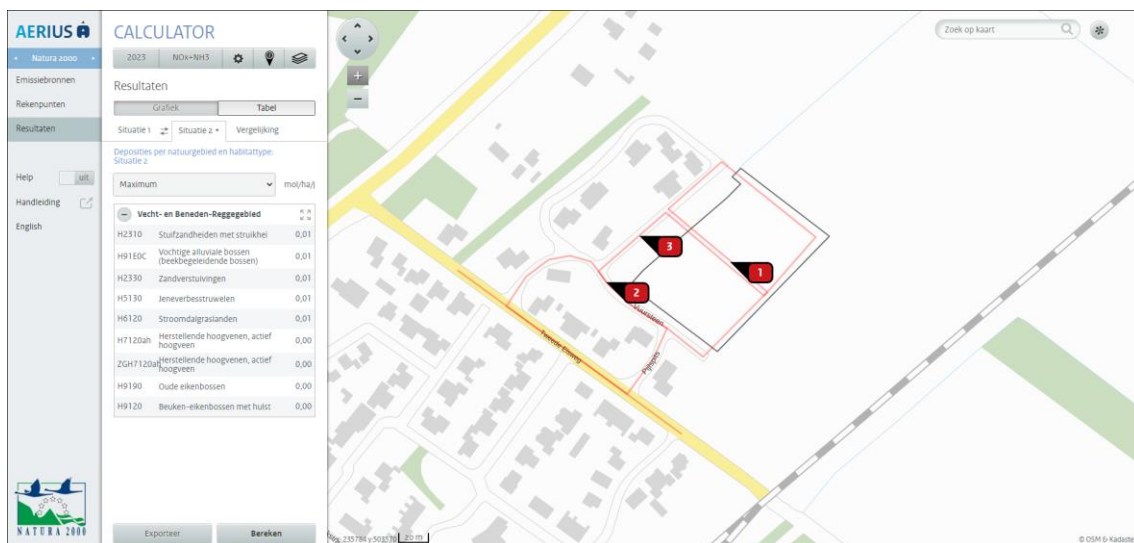 AERIUS A
Natura 2000
Emissiebronnen
Rekenpunten
Resultaten
Help uit
Handleiding
English
NATURA 2000
CALCULATOR
2023 NOx+NH3
Resultaten
Grafiek Tabel
Situatie 1 Situatie 2 Vergelijking
Deposities per natuurgebied en habitattype:
Situatie 2
Maximum mol/ha/j
Vecht- en Beneden-Reggegebied
H2310 Stuifzandheiden met struikhei 0,01
H91E0C Vochtige alluviale bossen
(beekbegeleidende bossen) 0,01
H2330 Zandverstuivingen 0,01
H5130 Jeneverbesstruwelen 0,01
H6120 Stroomdalgraslanden 0,01
H7120ah Herstellende hoogvenen, actief
hoogveen 0,00
ZGH7120ah Herstellende hoogvenen, actief
hoogveen 0,00
H9190 Oude eikenbossen 0,00
H9120 Beuken-eikenbossen met hulst 0,00
Exporteer Bereken
Zoek op kaart
3
1
2
Vuursteen
Tweede Elsweg
Pijlspits
20 m
© OSM & Kadaster